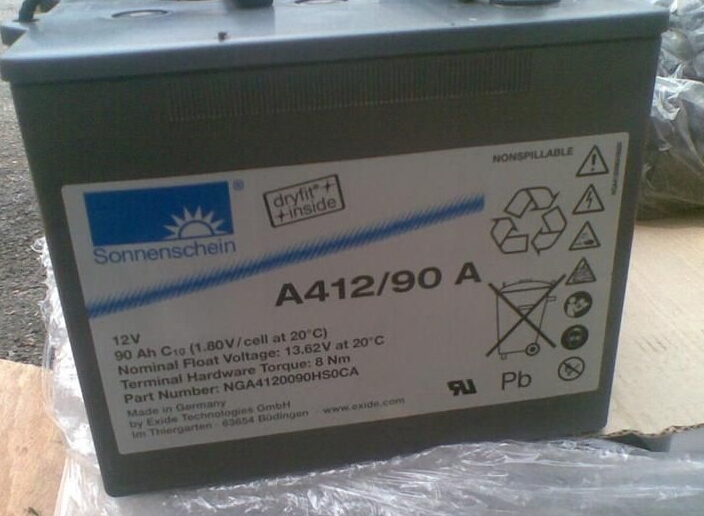 NONSPILLABLE
Sonnenschein ®
dryfit®
inside
A412/90 A
12V
90 Ah C10 (1.80V/cell at 20°C)
Nominal Float Voltage: 13.62V at 20°C
Terminal Hardware Torque: 8 Nm
Part Number: NGA4120090HS0CA
Made in Germany
by Exide Technologies GmbH
Im Thiergarten - 63654 Büdingen www.exide.com
Pb